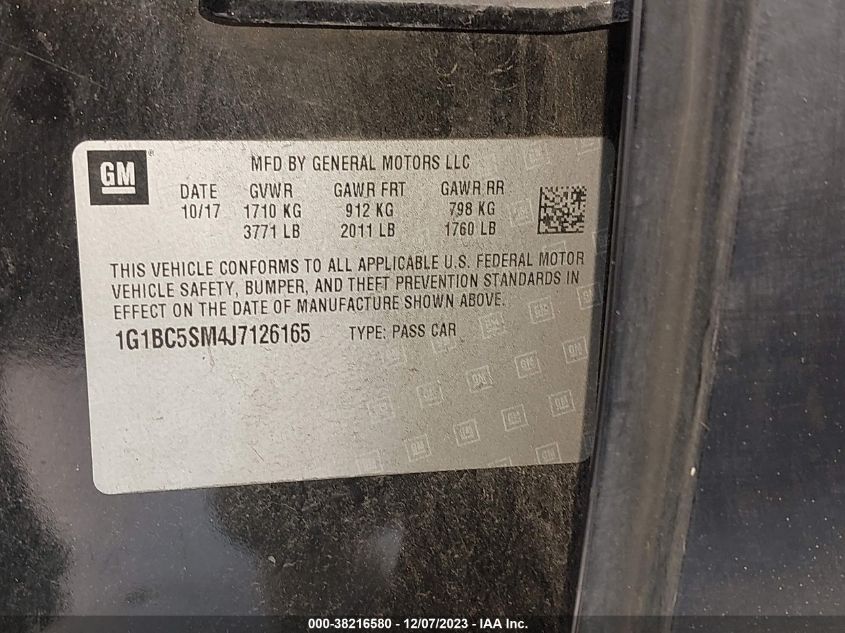 GM
MFD BY GENERAL MOTORS LLC
DATE GVWR GAWR FRT GAWR RR
10/17 1710 KG 912 KG 798 KG
3771 LB 2011 LB 1760 LB
THIS VEHICLE CONFORMS TO ALL APPLICABLE U.S. FEDERAL MOTOR
VEHICLE SAFETY, BUMPER, AND THEFT PREVENTION STANDARDS IN
EFFECT ON THE DATE OF MANUFACTURE SHOWN ABOVE.
1G1BC5SM4J7126165 TYPE: PASS CAR
000-38216580 - 12/07/2023 - IAA Inc.